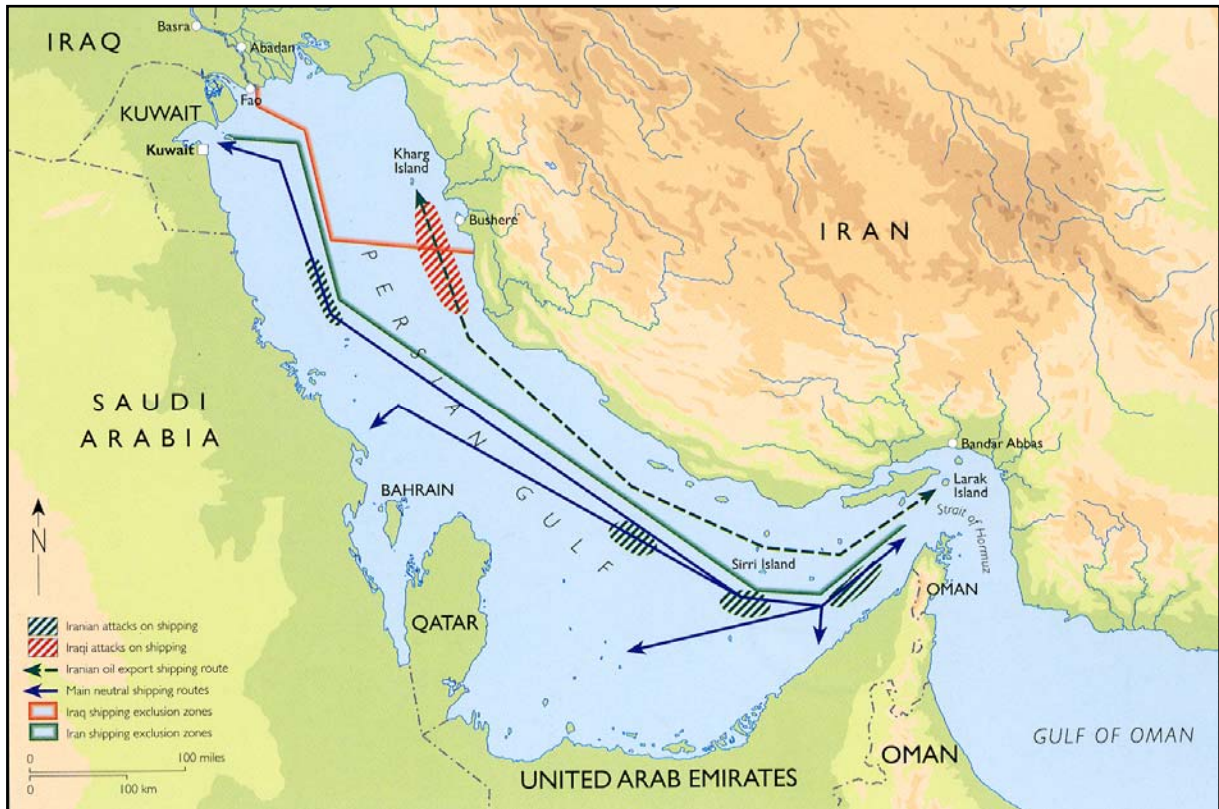 IRAQ
Basra
Abadan
Fao
KUWAIT
Kuwait
Kharg
Island
Bushere
IRAN
PERSIAN GULF
SAUDI
ARABIA
BAHRAIN
QATAR
Bandar Abbas
Larak
Island
Strait of Hormuz
Sirri Island
OMAN
OMAN
GULF OF OMAN
UNITED ARAB EMIRATES
N
Iranian attacks on shipping
Iraqi attacks on shipping
Iranian oil export shipping route
Main neutral shipping routes
Iraq shipping exclusion zones
Iran shipping exclusion zones
0 100 miles
0 100 km